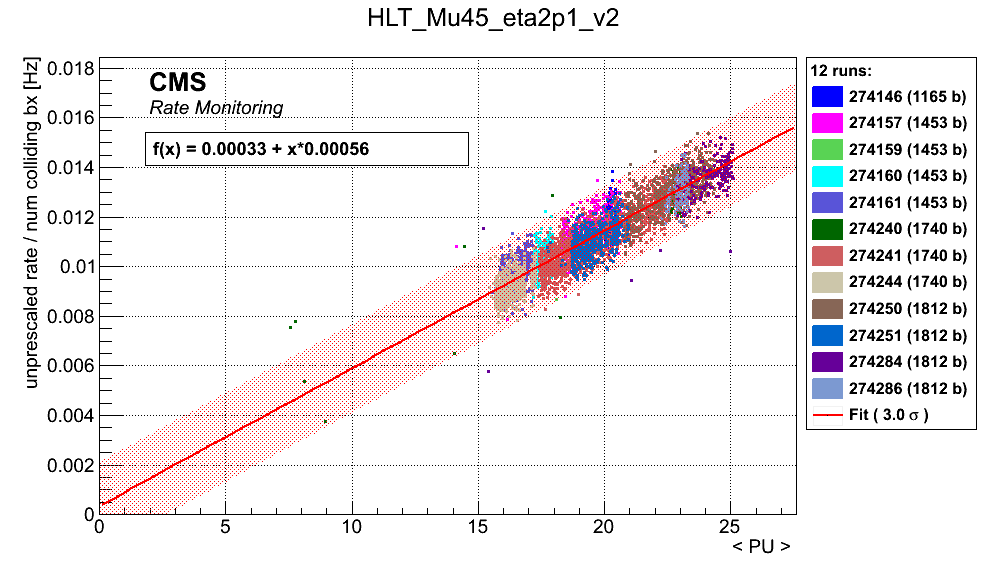 HLT_Mu45_eta2p1_v2
unprescaled rate / num colliding bx [Hz]
0.018
0.016
0.014
0.012
0.01
0.008
0.006
0.004
0.002
0
CMS
Rate Monitoring
f(x) = 0.00033 + x*0.00056
0 5 10 15 20 25
< PU >
12 runs:
274146 (1165 b)
274157 (1453 b)
274159 (1453 b)
274160 (1453 b)
274161 (1453 b)
274240 (1740 b)
274241 (1740 b)
274244 (1740 b)
274250 (1812 b)
274251 (1812 b)
274284 (1812 b)
274286 (1812 b)
Fit ( 3.0 σ )